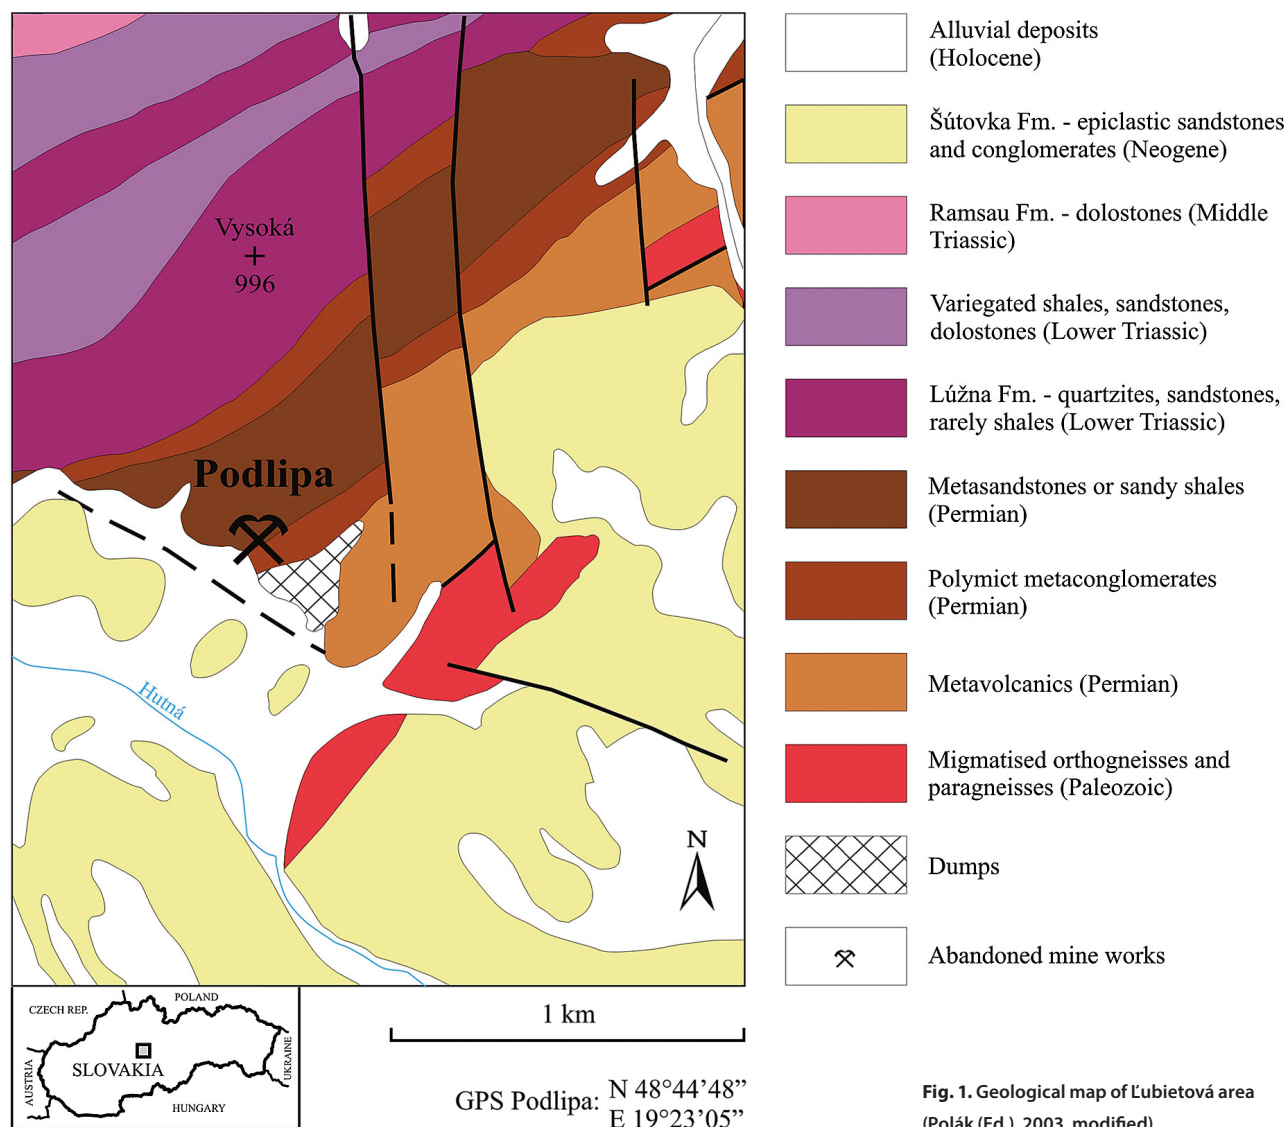 Vysoká
996
Podlipa
Hutná
N
Alluvial deposits
(Holocene)
Šútovka Fm. - epiclastic sandstones
and conglomerates (Neogene)
Ramsau Fm. - dolostones (Middle
Triassic)
Variegated shales, sandstones,
dolostones (Lower Triassic)
Lúžna Fm. - quartzites, sandstones,
rarely shales (Lower Triassic)
Metasandstones or sandy shales
(Permian)
Polymict metaconglomerates
(Permian)
Metavolcanics (Permian)
Migmatised orthogneisses and
paragneisses (Paleozoic)
Dumps
Abandoned mine works
CZECH REP.
POLAND
AUSTRIA
SLOVAKIA
UKRAINE
HUNGARY
1 km
GPS Podlipa:
N 48°44'48”
E 19°23'05”
Fig. 1. Geological map of Ľubietová area
(Polák (Ed.), 2003, modified)